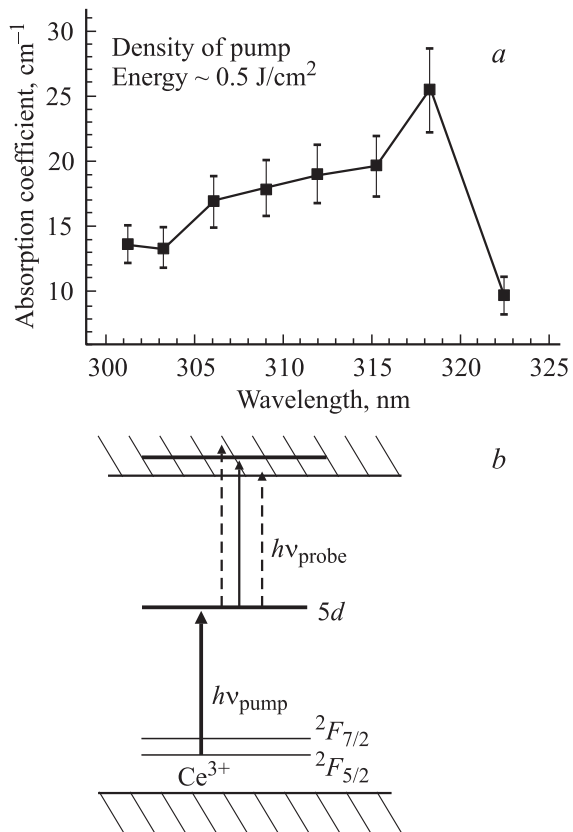 a
Density of pump
Energy ~ 0.5 J/cm²
Absorption coefficient, cm⁻¹
30
25
20
15
10
300 305 310 315 320 325
Wavelength, nm
b
hνprobe
5d
hνpump
²F7/2
²F5/2
Ce³⁺